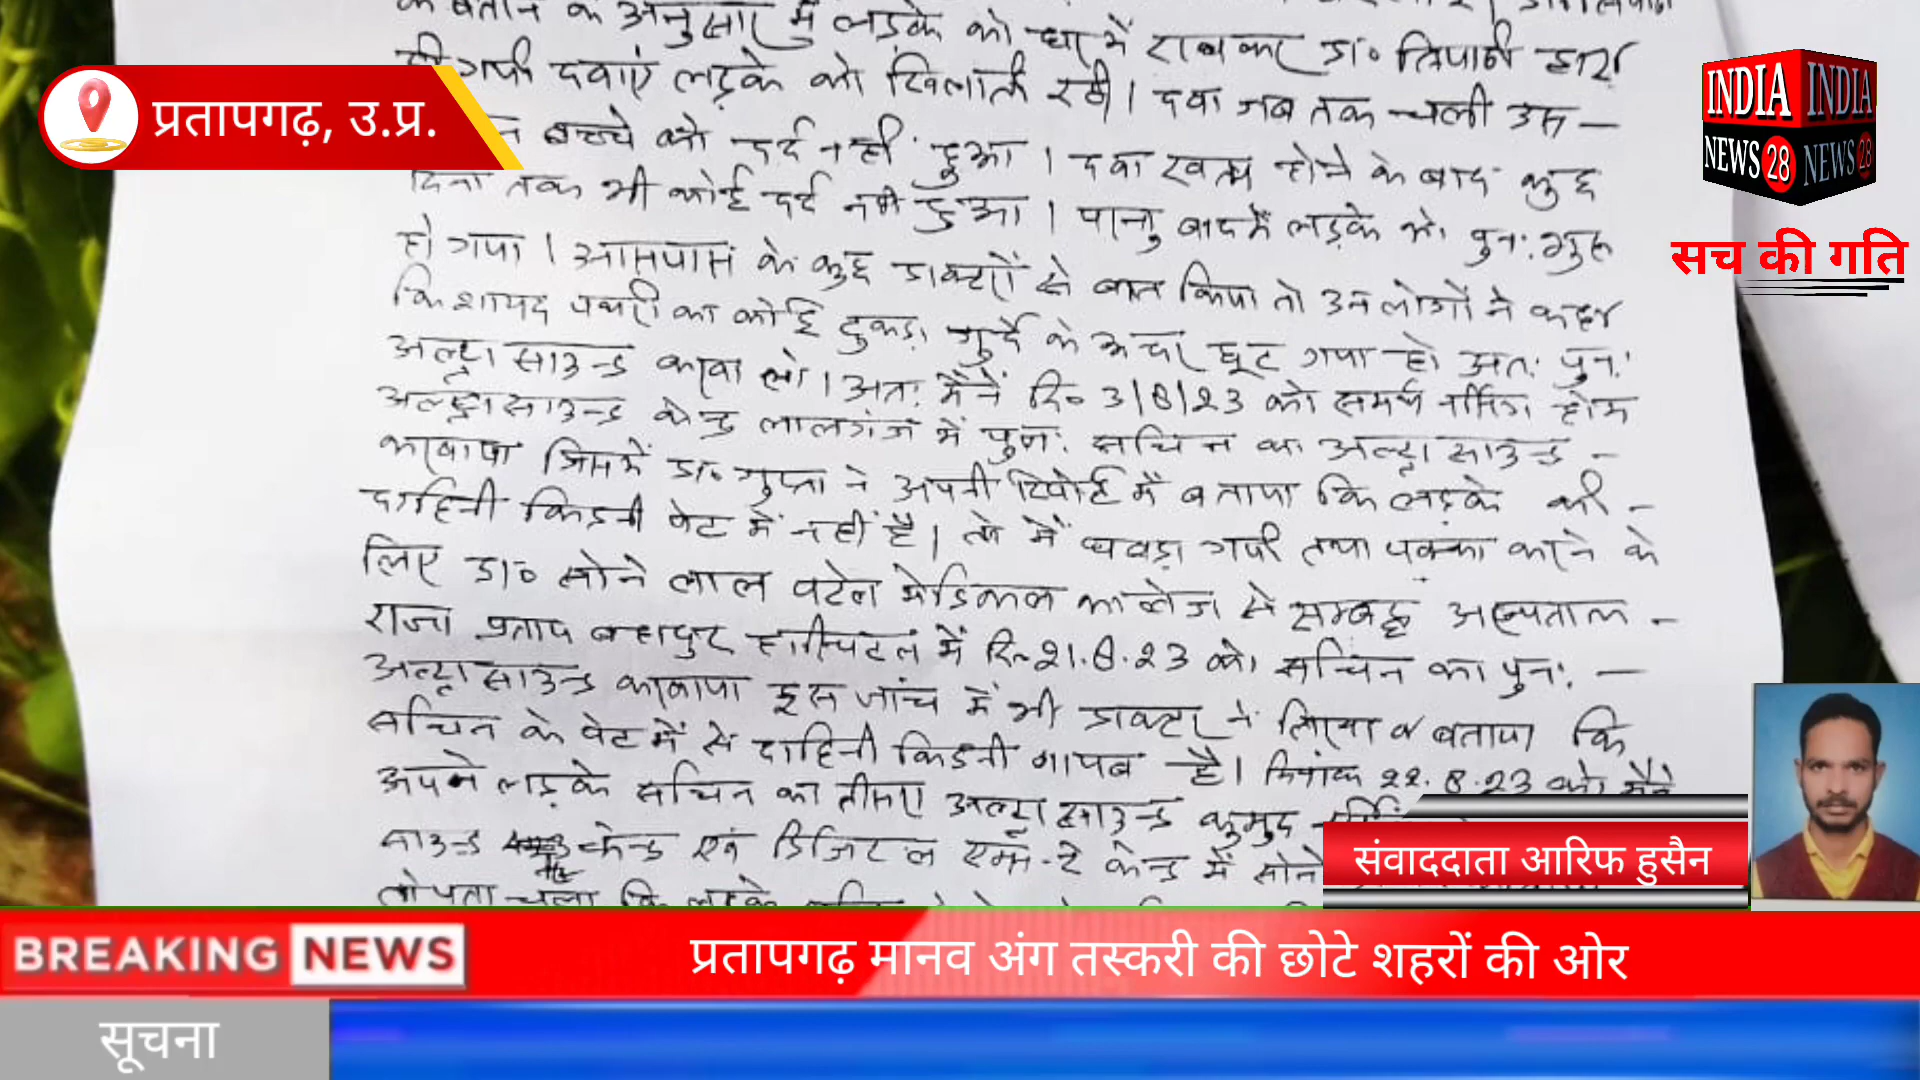 के बताने के अनुसार मैं लड़के को घर में रखकर डा० त्रिपाठी द्वारा
दी गयी दवाएं लड़के को खिलाती रही। दवा जब तक चली उस –
बच्चे को दर्द नहीं हुआ। दवा खत्म होने के बाद कुछ
दिनों तक भी कोई दर्द नहीं हुआ। परन्तु बाद में लड़के को पुनः शुरू
हो गया। आसपास के कुछ डाक्टरों से बात किया तो उन लोगों ने कहा
कि शायद पथरी का कोई टुकड़ा गुर्दे के अन्दर छूट गया हो अतः पुनः
अल्ट्रा साउन्ड करवा लो। अतः मैंने दि० 3/8/23 को समर्थ नर्सिंग होम
अल्ट्रासाउन्ड केन्द्र लालगंज में पुनः सचिन का अल्ट्रा साउन्ड –
करवाया जिसमें डा० गुप्ता ने अपनी रिपोर्ट में बताया कि लड़के की –
दाहिनी किडनी पेट में नहीं है। तो मैं घबड़ा गयी तथा पक्का करने के
लिए डा० सोने लाल पटेल मेडिकल कालेज से सम्बद्ध अस्पताल –
राजा प्रताप बहादुर हास्पिटल में दि० 21.8.23 को सचिन का पुनः –
अल्ट्रा साउन्ड करवाया इस जांच में भी डाक्टर ने लिखा व बताया कि
सचिन के पेट में से दाहिनी किडनी गायब है। दिनांक 22.8.23 को मैंने
अपने लड़के सचिन का तीसरा अल्ट्रा साउन्ड कुमुद
साउन्ड केन्द्र एवं डिजिटल एक्स-रे केन्द्र में
तो पता चला कि लड़के
प्रतापगढ़, उ.प्र.
INDIA INDIA
NEWS 28 NEWS 28
सच की गति
संवाददाता आरिफ हुसैन
BREAKING NEWS
प्रतापगढ़ मानव अंग तस्करी की छोटे शहरों की ओर
सूचना